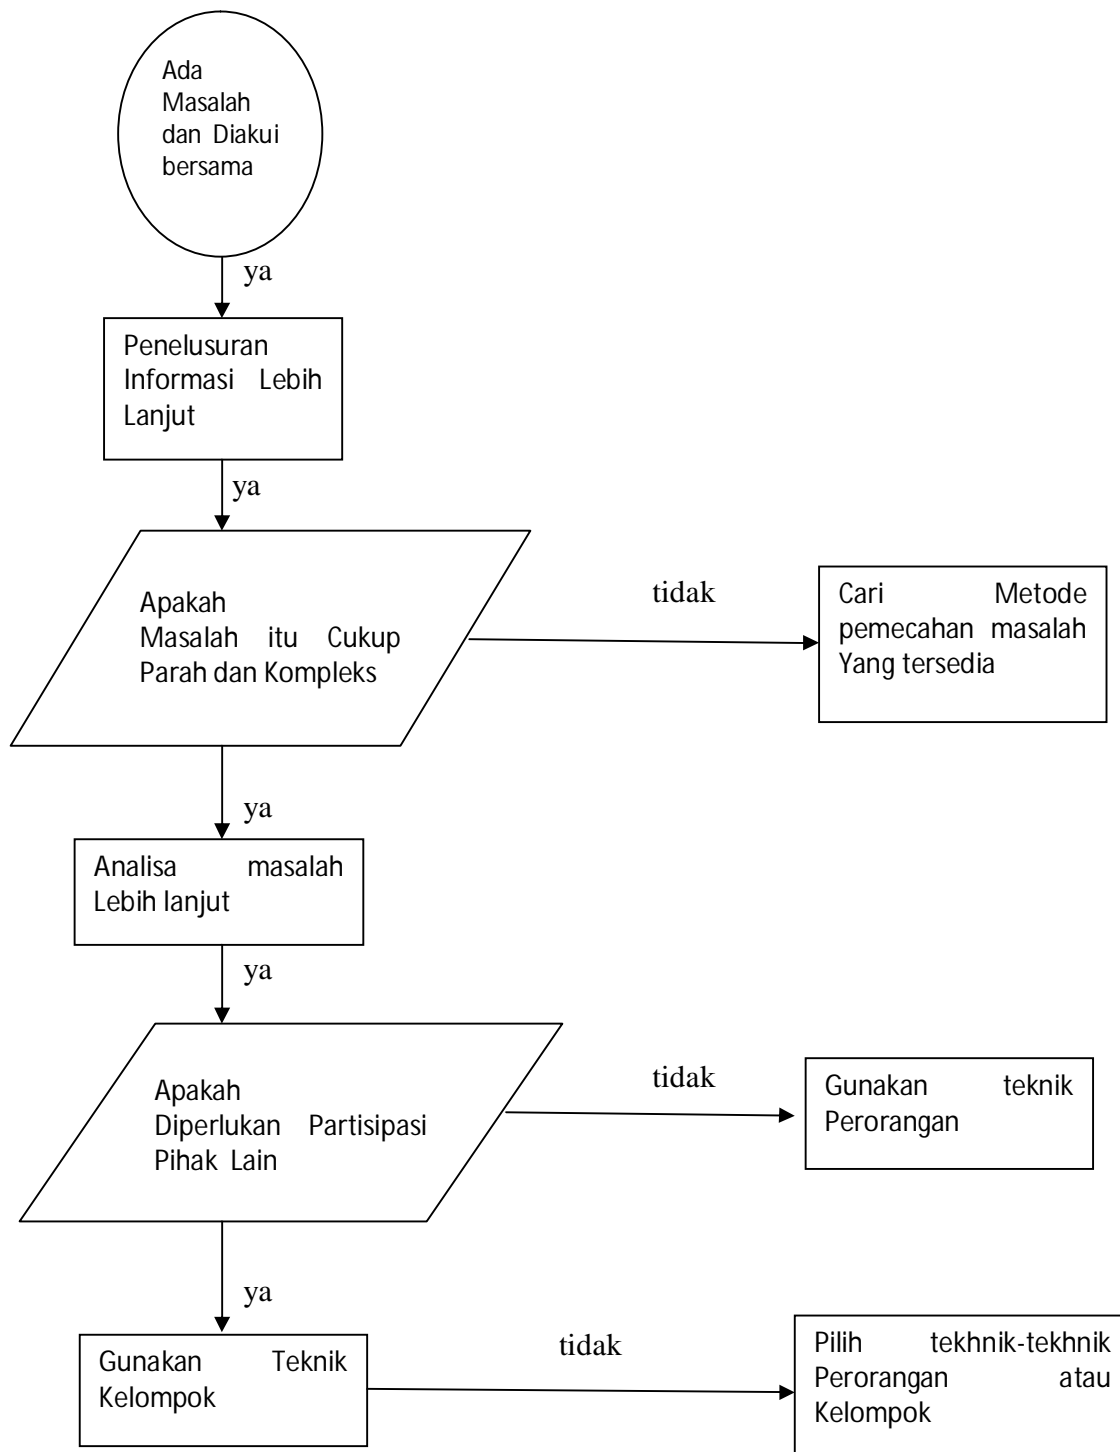 Ada
Masalah
dan Diakui
bersama
ya
Penelusuran
Informasi Lebih
Lanjut
ya
Apakah
Masalah itu Cukup
Parah dan Kompleks
tidak
Cari Metode
pemecahan masalah
Yang tersedia
ya
Analisa masalah
Lebih lanjut
ya
Apakah
Diperlukan Partisipasi
Pihak Lain
tidak
Gunakan teknik
Perorangan
ya
Gunakan Teknik
Kelompok
tidak
Pilih tekhnik-tekhnik
Perorangan atau
Kelompok